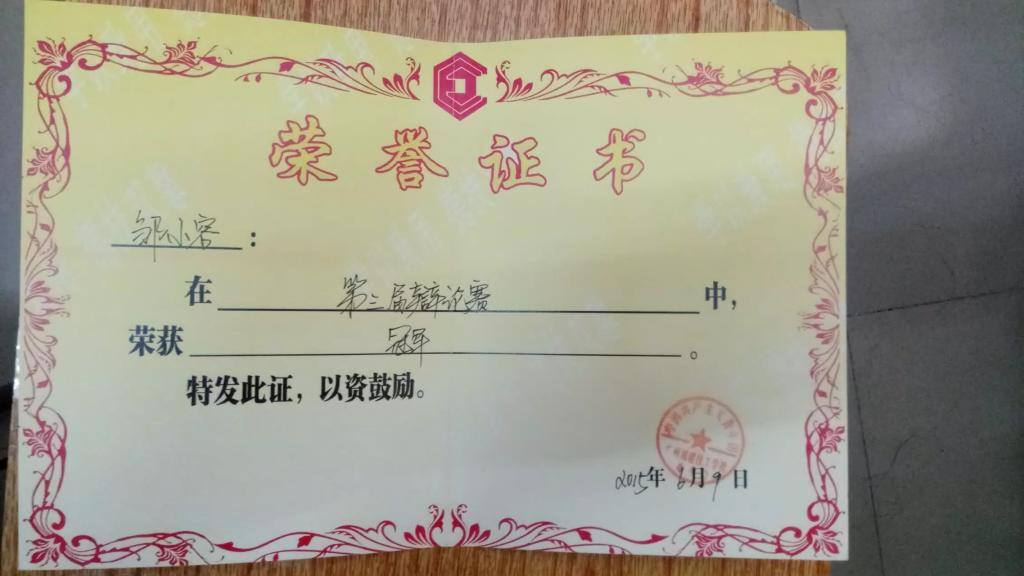 荣誉证书
邹小容：
在 第三届辩论赛 中，
荣获 冠军 。
特发此证，以资鼓励。
2015年6月9日